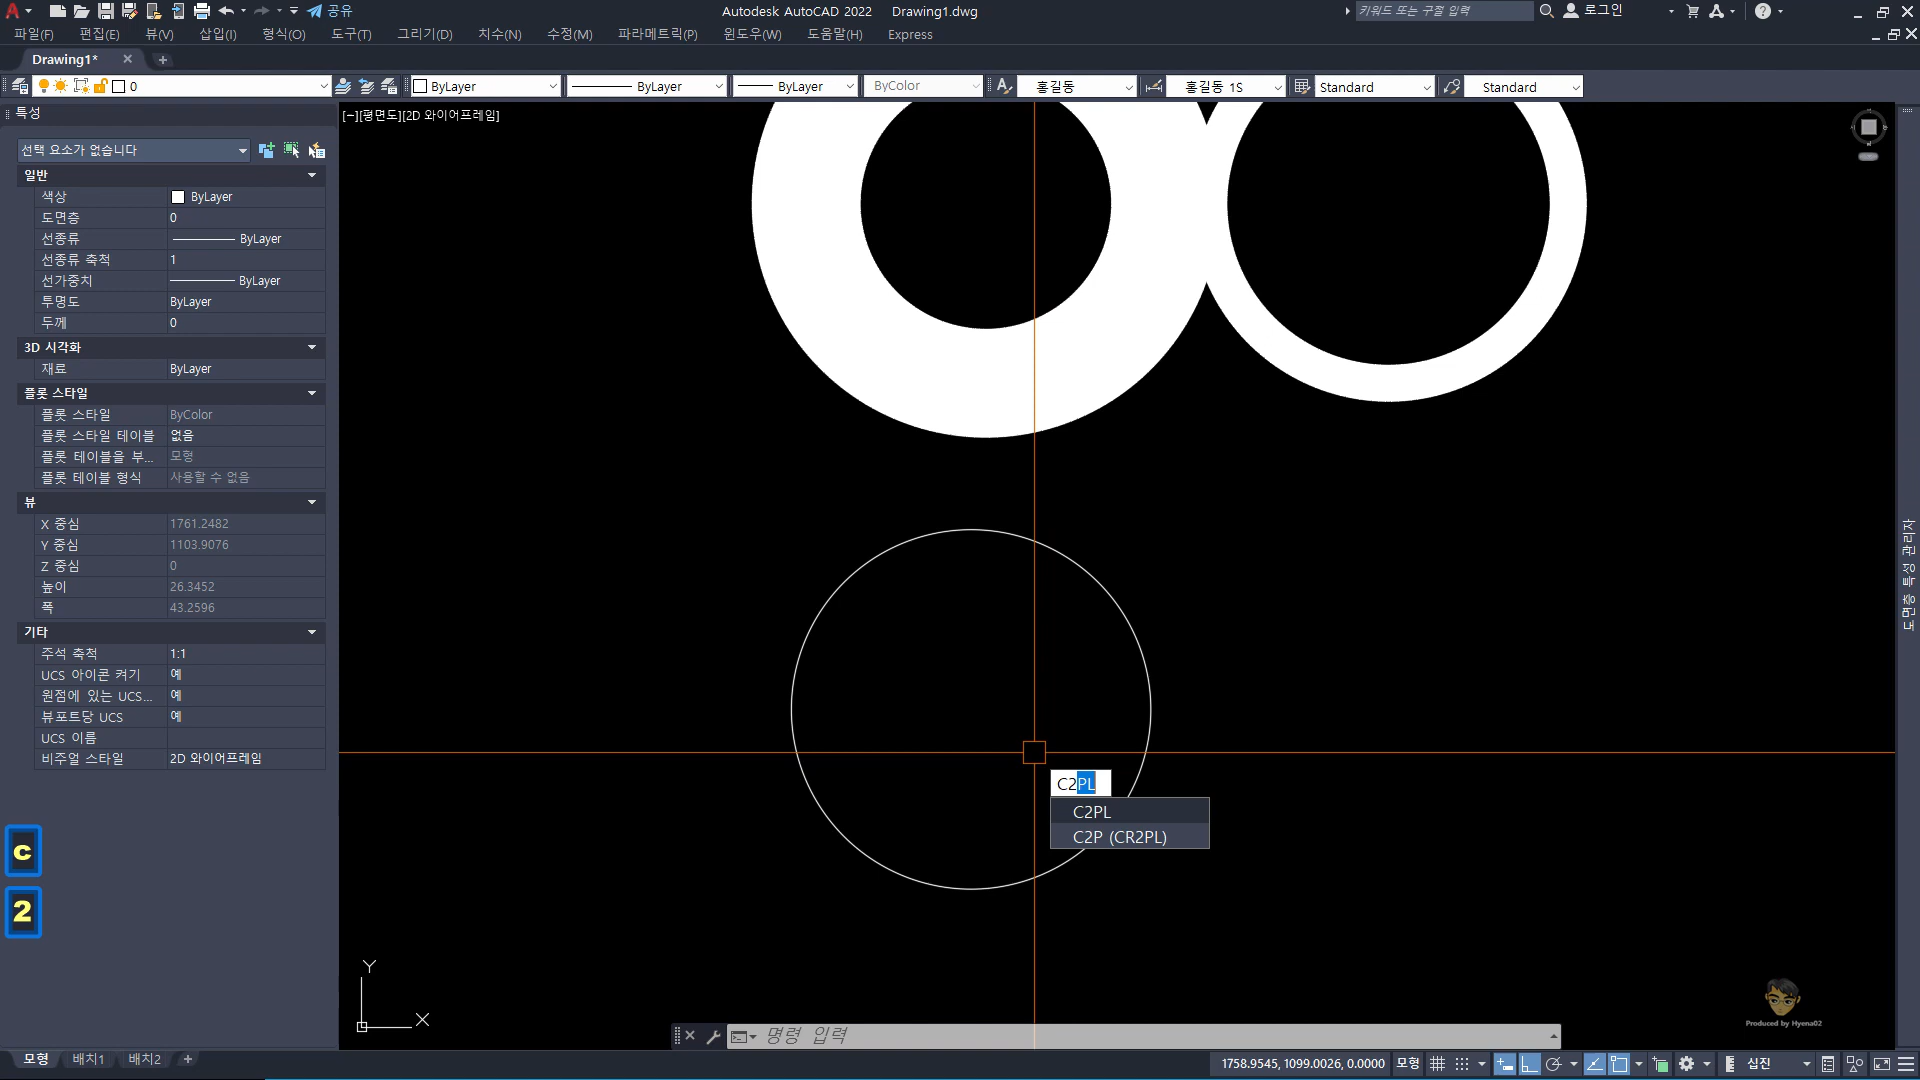 공유
Autodesk AutoCAD 2022 Drawing1.dwg
키워드 또는 구절 입력
로그인
파일(F) 편집(E) 뷰(V) 삽입(I) 형식(O) 도구(T) 그리기(D) 치수(N) 수정(M) 파라메트릭(P) 윈도우(W) 도움말(H) Express
Drawing1*
0 ByLayer ByLayer ByLayer ByColor 홍길동 홍길동 1S Standard Standard
특성
[−][평면도][2D 와이어프레임]
선택 요소가 없습니다
일반
색상 ByLayer
도면층 0
선종류 ByLayer
선종류 축척 1
선가중치 ByLayer
투명도 ByLayer
두께 0
3D 시각화
재료 ByLayer
플롯 스타일
플롯 스타일 ByColor
플롯 스타일 테이블 없음
플롯 테이블을 부... 모형
플롯 테이블 형식 사용할 수 없음
뷰
X 중심 1761.2482
Y 중심 1103.9076
Z 중심 0
높이 26.3452
폭 43.2596
기타
주석 축척 1:1
UCS 아이콘 켜기 예
원점에 있는 UCS... 예
뷰포트당 UCS 예
UCS 이름
비주얼 스타일 2D 와이어프레임
도면층 특성 관리자
C2PL
C2PL
C2P (CR2PL)
c
2
Y
X
Produced by Hyena02
명령 입력
모형 배치1 배치2
1758.9545, 1099.0026, 0.0000 모형 십진